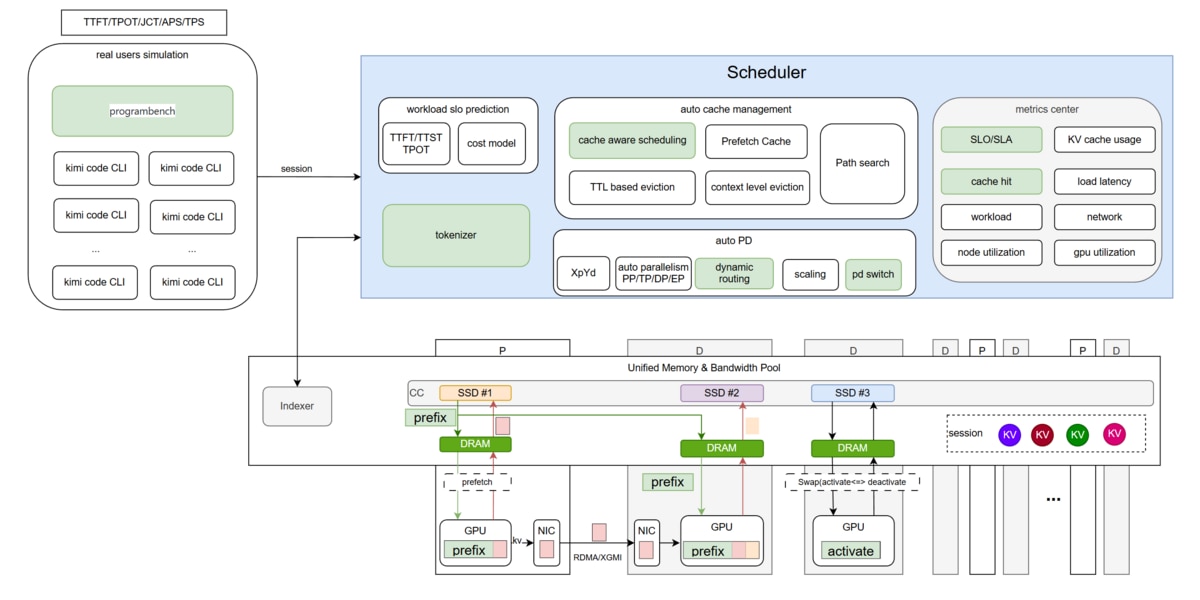 TTFT/TPOT/JCT/APS/TPS
real users simulation
programbench
kimi code CLI
kimi code CLI
kimi code CLI
kimi code CLI
...
...
kimi code CLI
kimi code CLI
session
Scheduler
workload slo prediction
TTFT/TTST
TPOT
cost model
tokenizer
auto cache management
cache aware scheduling
Prefetch Cache
Path search
TTL based eviction
context level eviction
auto PD
XpYd
auto parallelism
PP/TP/DP/EP
dynamic
routing
scaling
pd switch
metrics center
SLO/SLA
KV cache usage
cache hit
load latency
workload
network
node utilization
gpu utilization
P
D
D
D
P
D
P
D
Unified Memory & Bandwidth Pool
Indexer
CC
SSD #1
SSD #2
SSD #3
prefix
DRAM
DRAM
DRAM
session
KV
KV
KV
KV
prefetch
prefix
Swap(activate<=> deactivate
...
GPU
prefix
kv
NIC
RDMA/XGMI
NIC
GPU
prefix
GPU
activate